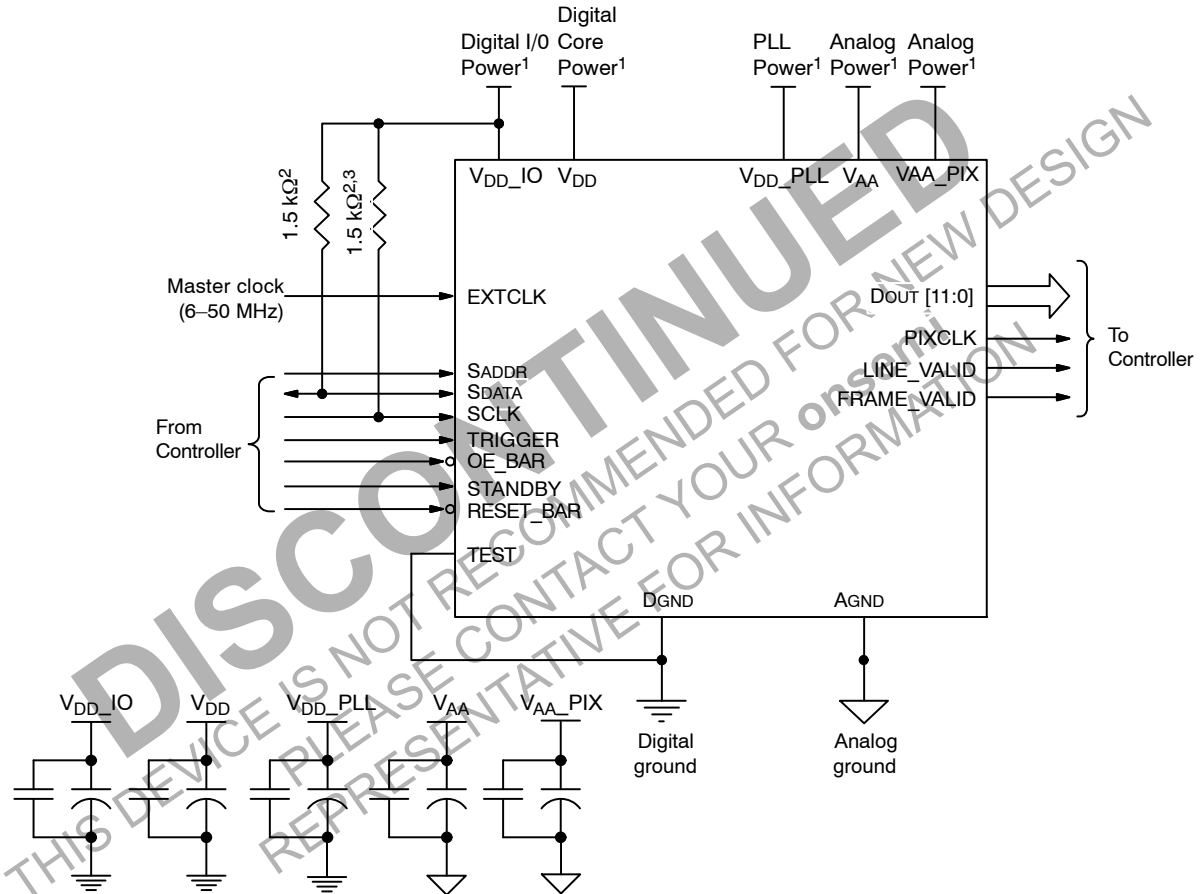 Digital I/0
Power1
Digital
Core
Power1
PLL
Power1
Analog
Power1
Analog
Power1
VDD_IO
VDD
VDD_PLL
VAA
VAA_PIX
1.5 kΩ2
1.5 kΩ2,3
Master clock
(6–50 MHz)
EXTCLK
DOUT [11:0]
PIXCLK
LINE_VALID
FRAME_VALID
To
Controller
From
Controller
SADDR
SDATA
SCLK
TRIGGER
OE_BAR
STANDBY
RESET_BAR
TEST
DGND
AGND
Digital
ground
Analog
ground
VDD_IO
VDD
VDD_PLL
VAA
VAA_PIX
DISCONTINUED
THIS DEVICE IS NOT RECOMMENDED FOR NEW DESIGN
PLEASE CONTACT YOUR onsemi
REPRESENTATIVE FOR INFORMATION